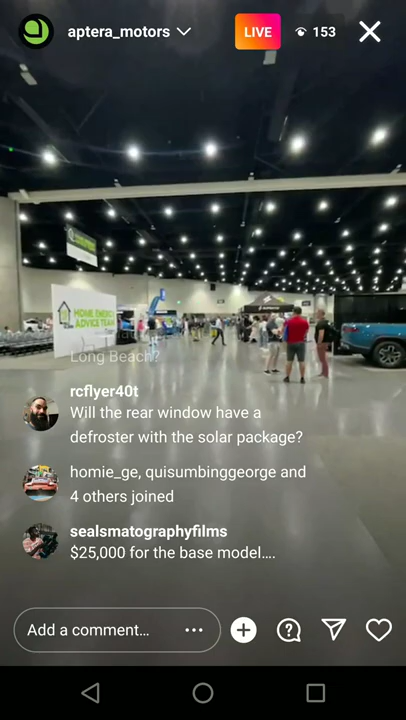 aptera_motors
LIVE
153
HOME ENERGY
ADVICE TEAM
Long Beach?
rcflyer40t
Will the rear window have a
defroster with the solar package?
homie_ge, quisumbinggeorge and
4 others joined
sealsmatographyfilms
$25,000 for the base model....
Add a comment...